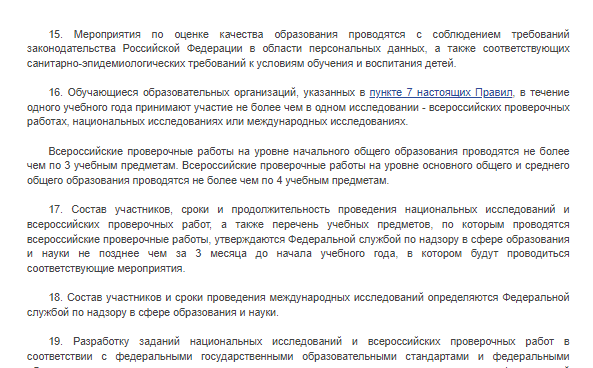 15. Мероприятия по оценке качества образования проводятся с соблюдением требований
законодательства Российской Федерации в области персональных данных, а также соответствующих
санитарно-эпидемиологических требований к условиям обучения и воспитания детей.
16. Обучающиеся образовательных организаций, указанных в пункте 7 настоящих Правил, в течение
одного учебного года принимают участие не более чем в одном исследовании - всероссийских проверочных
работах, национальных исследованиях или международных исследованиях.
Всероссийские проверочные работы на уровне начального общего образования проводятся не более
чем по 3 учебным предметам. Всероссийские проверочные работы на уровне основного общего и среднего
общего образования проводятся не более чем по 4 учебным предметам.
17. Состав участников, сроки и продолжительность проведения национальных исследований и
всероссийских проверочных работ, а также перечень учебных предметов, по которым проводятся
всероссийские проверочные работы, утверждаются Федеральной службой по надзору в сфере образования
и науки не позднее чем за 3 месяца до начала учебного года, в котором будут проводиться
соответствующие мероприятия.
18. Состав участников и сроки проведения международных исследований определяются Федеральной
службой по надзору в сфере образования и науки.
19. Разработку заданий национальных исследований и всероссийских проверочных работ в
соответствии с федеральными государственными образовательными стандартами и федеральными